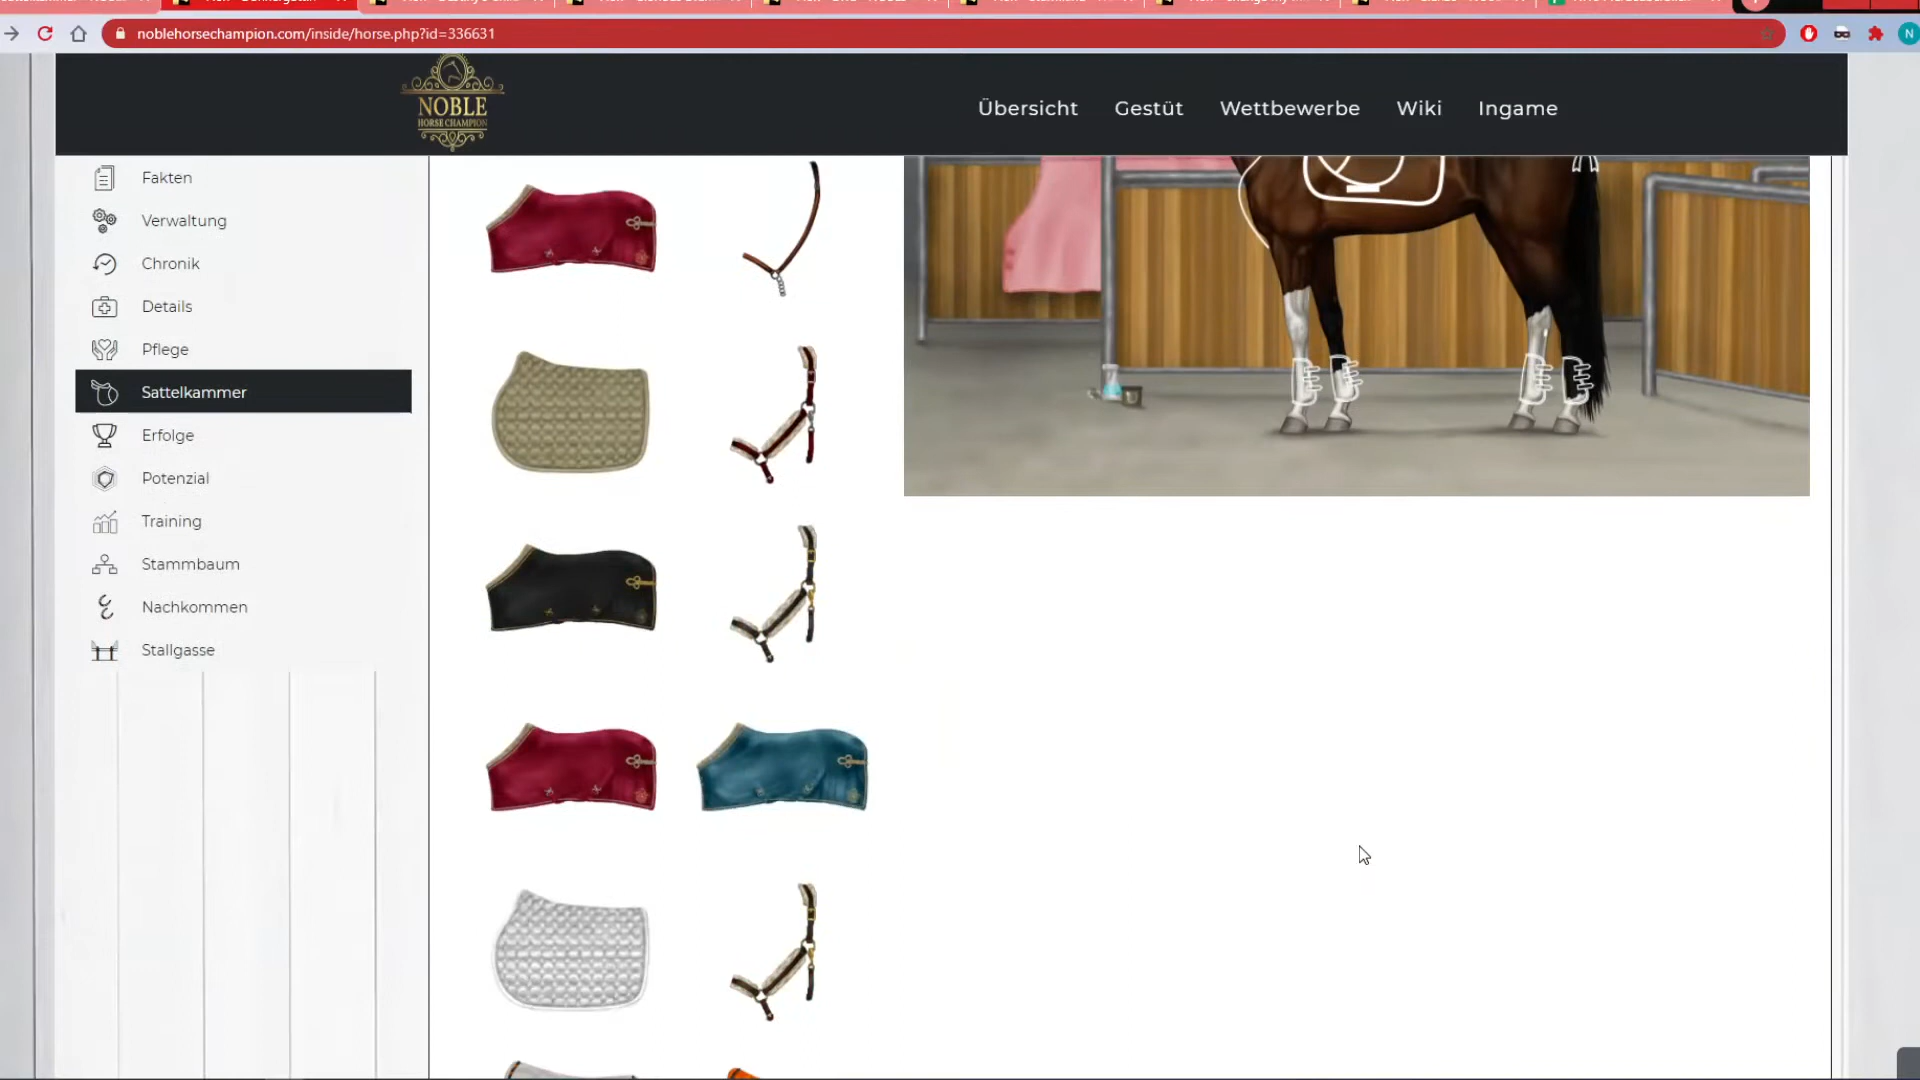 noblehorsechampion.com/inside/horse.php?id=336631
N
NOBLE
HORSE CHAMPION
Übersicht
Gestüt
Wettbewerbe
Wiki
Ingame
Fakten
Verwaltung
Chronik
Details
Pflege
Sattelkammer
Erfolge
Potenzial
Training
Stammbaum
Nachkommen
Stallgasse